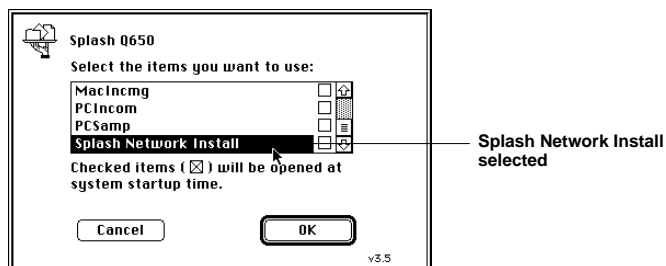 Splash Q650
Select the items you want to use:
MacIncmg
PCIncom
PCSamp
Splash Network Install
Checked items ( ☒ ) will be opened at
system startup time.
Cancel
OK
v3.5
Splash Network Install
selected